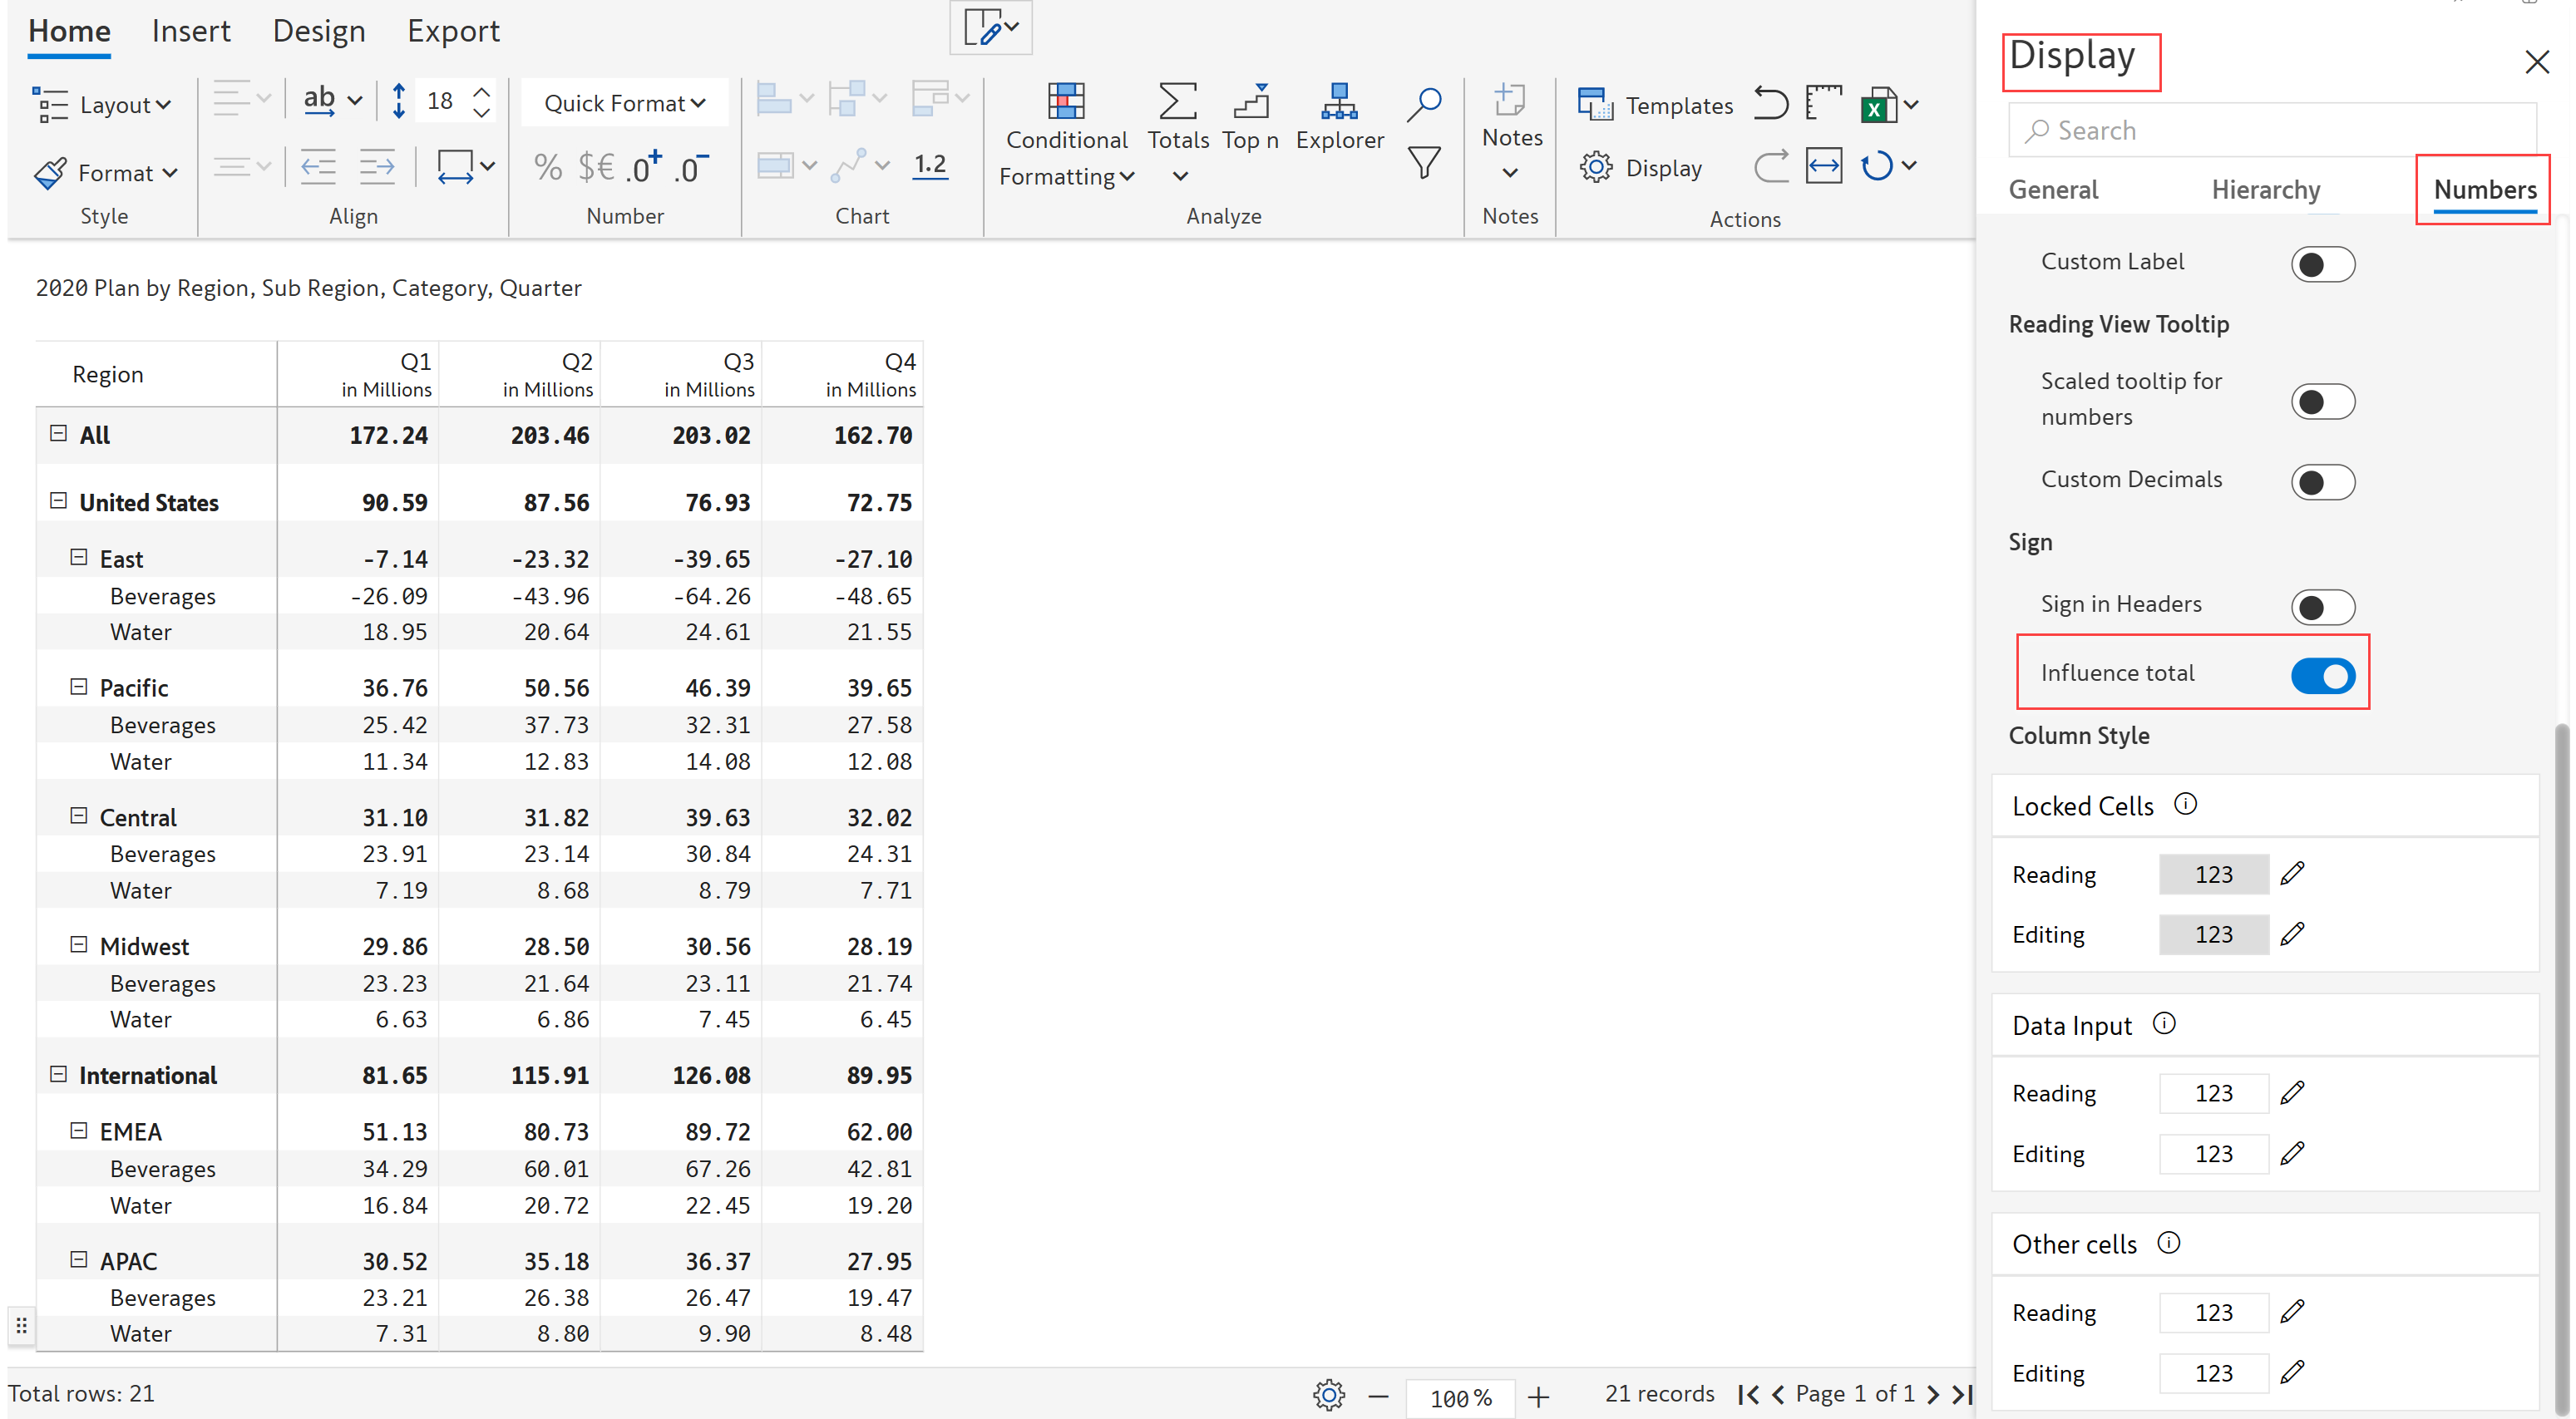 Home Insert Design Export
Layout
ab
18
Quick Format
Format
% $€ .0+ .0-
1.2
Conditional Formatting
Totals
Top n
Explorer
Notes
Templates
Display
Style
Align
Number
Chart
Analyze
Notes
Actions
2020 Plan by Region, Sub Region, Category, Quarter
Region Q1 in Millions Q2 in Millions Q3 in Millions Q4 in Millions
All 172.24 203.46 203.02 162.70
United States 90.59 87.56 76.93 72.75
East -7.14 -23.32 -39.65 -27.10
Beverages -26.09 -43.96 -64.26 -48.65
Water 18.95 20.64 24.61 21.55
Pacific 36.76 50.56 46.39 39.65
Beverages 25.42 37.73 32.31 27.58
Water 11.34 12.83 14.08 12.08
Central 31.10 31.82 39.63 32.02
Beverages 23.91 23.14 30.84 24.31
Water 7.19 8.68 8.79 7.71
Midwest 29.86 28.50 30.56 28.19
Beverages 23.23 21.64 23.11 21.74
Water 6.63 6.86 7.45 6.45
International 81.65 115.91 126.08 89.95
EMEA 51.13 80.73 89.72 62.00
Beverages 34.29 60.01 67.26 42.81
Water 16.84 20.72 22.45 19.20
APAC 30.52 35.18 36.37 27.95
Beverages 23.21 26.38 26.47 19.47
Water 7.31 8.80 9.90 8.48
Total rows: 21
100 %
21 records
Page 1 of 1
Display
Search
General Hierarchy Numbers
Custom Label
Reading View Tooltip
Scaled tooltip for
numbers
Custom Decimals
Sign
Sign in Headers
Influence total
Column Style
Locked Cells
Reading 123
Editing 123
Data Input
Reading 123
Editing 123
Other cells
Reading 123
Editing 123